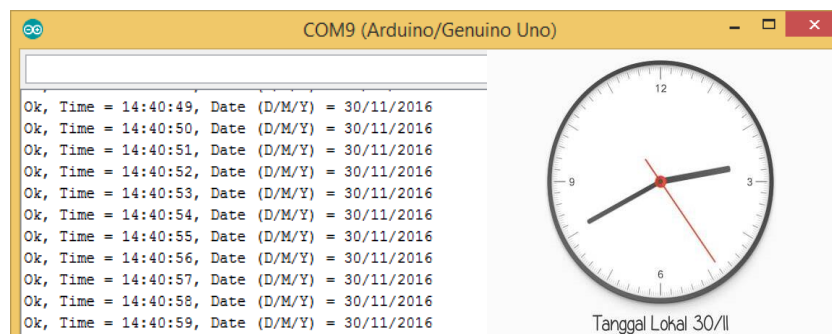 COM9 (Arduino/Genuino Uno)
Ok, Time = 14:40:49, Date (D/M/Y) = 30/11/2016
Ok, Time = 14:40:50, Date (D/M/Y) = 30/11/2016
Ok, Time = 14:40:51, Date (D/M/Y) = 30/11/2016
Ok, Time = 14:40:52, Date (D/M/Y) = 30/11/2016
Ok, Time = 14:40:53, Date (D/M/Y) = 30/11/2016
Ok, Time = 14:40:54, Date (D/M/Y) = 30/11/2016
Ok, Time = 14:40:55, Date (D/M/Y) = 30/11/2016
Ok, Time = 14:40:56, Date (D/M/Y) = 30/11/2016
Ok, Time = 14:40:57, Date (D/M/Y) = 30/11/2016
Ok, Time = 14:40:58, Date (D/M/Y) = 30/11/2016
Ok, Time = 14:40:59, Date (D/M/Y) = 30/11/2016
12
9
3
6
Tanggal Lokal 30/11